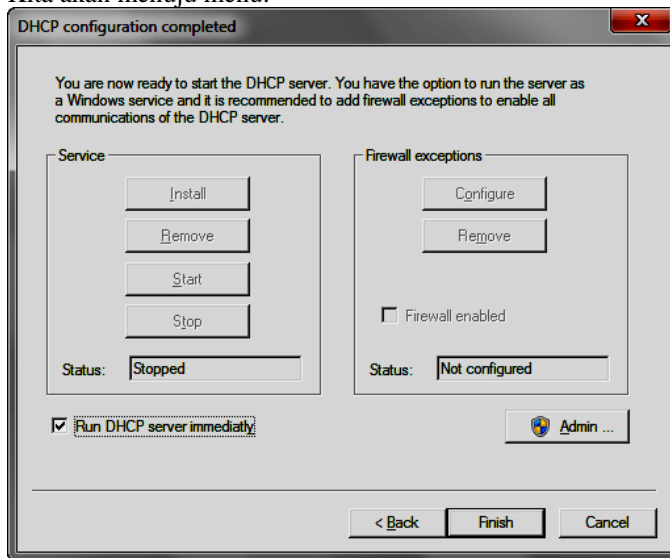 Kita akan menuju menu:
DHCP configuration completed
You are now ready to start the DHCP server. You have the option to run the server as
a Windows service and it is recommended to add firewall exceptions to enable all
communications of the DHCP server.
Service
Install
Remove
Start
Stop
Status: Stopped
Firewall exceptions
Configure
Remove
Firewall enabled
Status: Not configured
Run DHCP server immediatly
Admin ...
< Back Finish Cancel